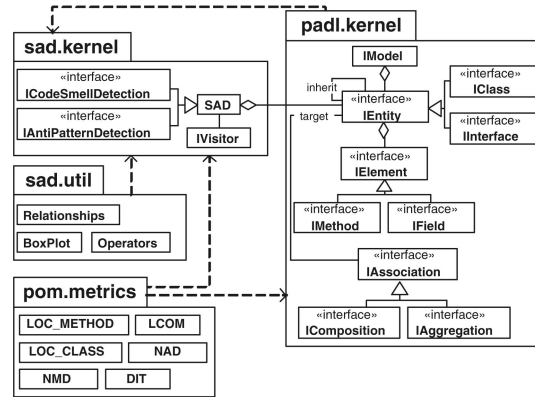 sad.kernel
«interface»
ICodeSmellDetection
«interface»
IAntiPatternDetection
SAD
IVisitor
sad.util
Relationships
BoxPlot
Operators
pom.metrics
LOC_METHOD
LCOM
LOC_CLASS
NAD
NMD
DIT
padl.kernel
IModel
inherit
«interface»
IEntity
target
«interface»
IClass
«interface»
IInterface
«interface»
IElement
«interface»
IMethod
«interface»
IField
«interface»
IAssociation
«interface»
IComposition
«interface»
IAggregation